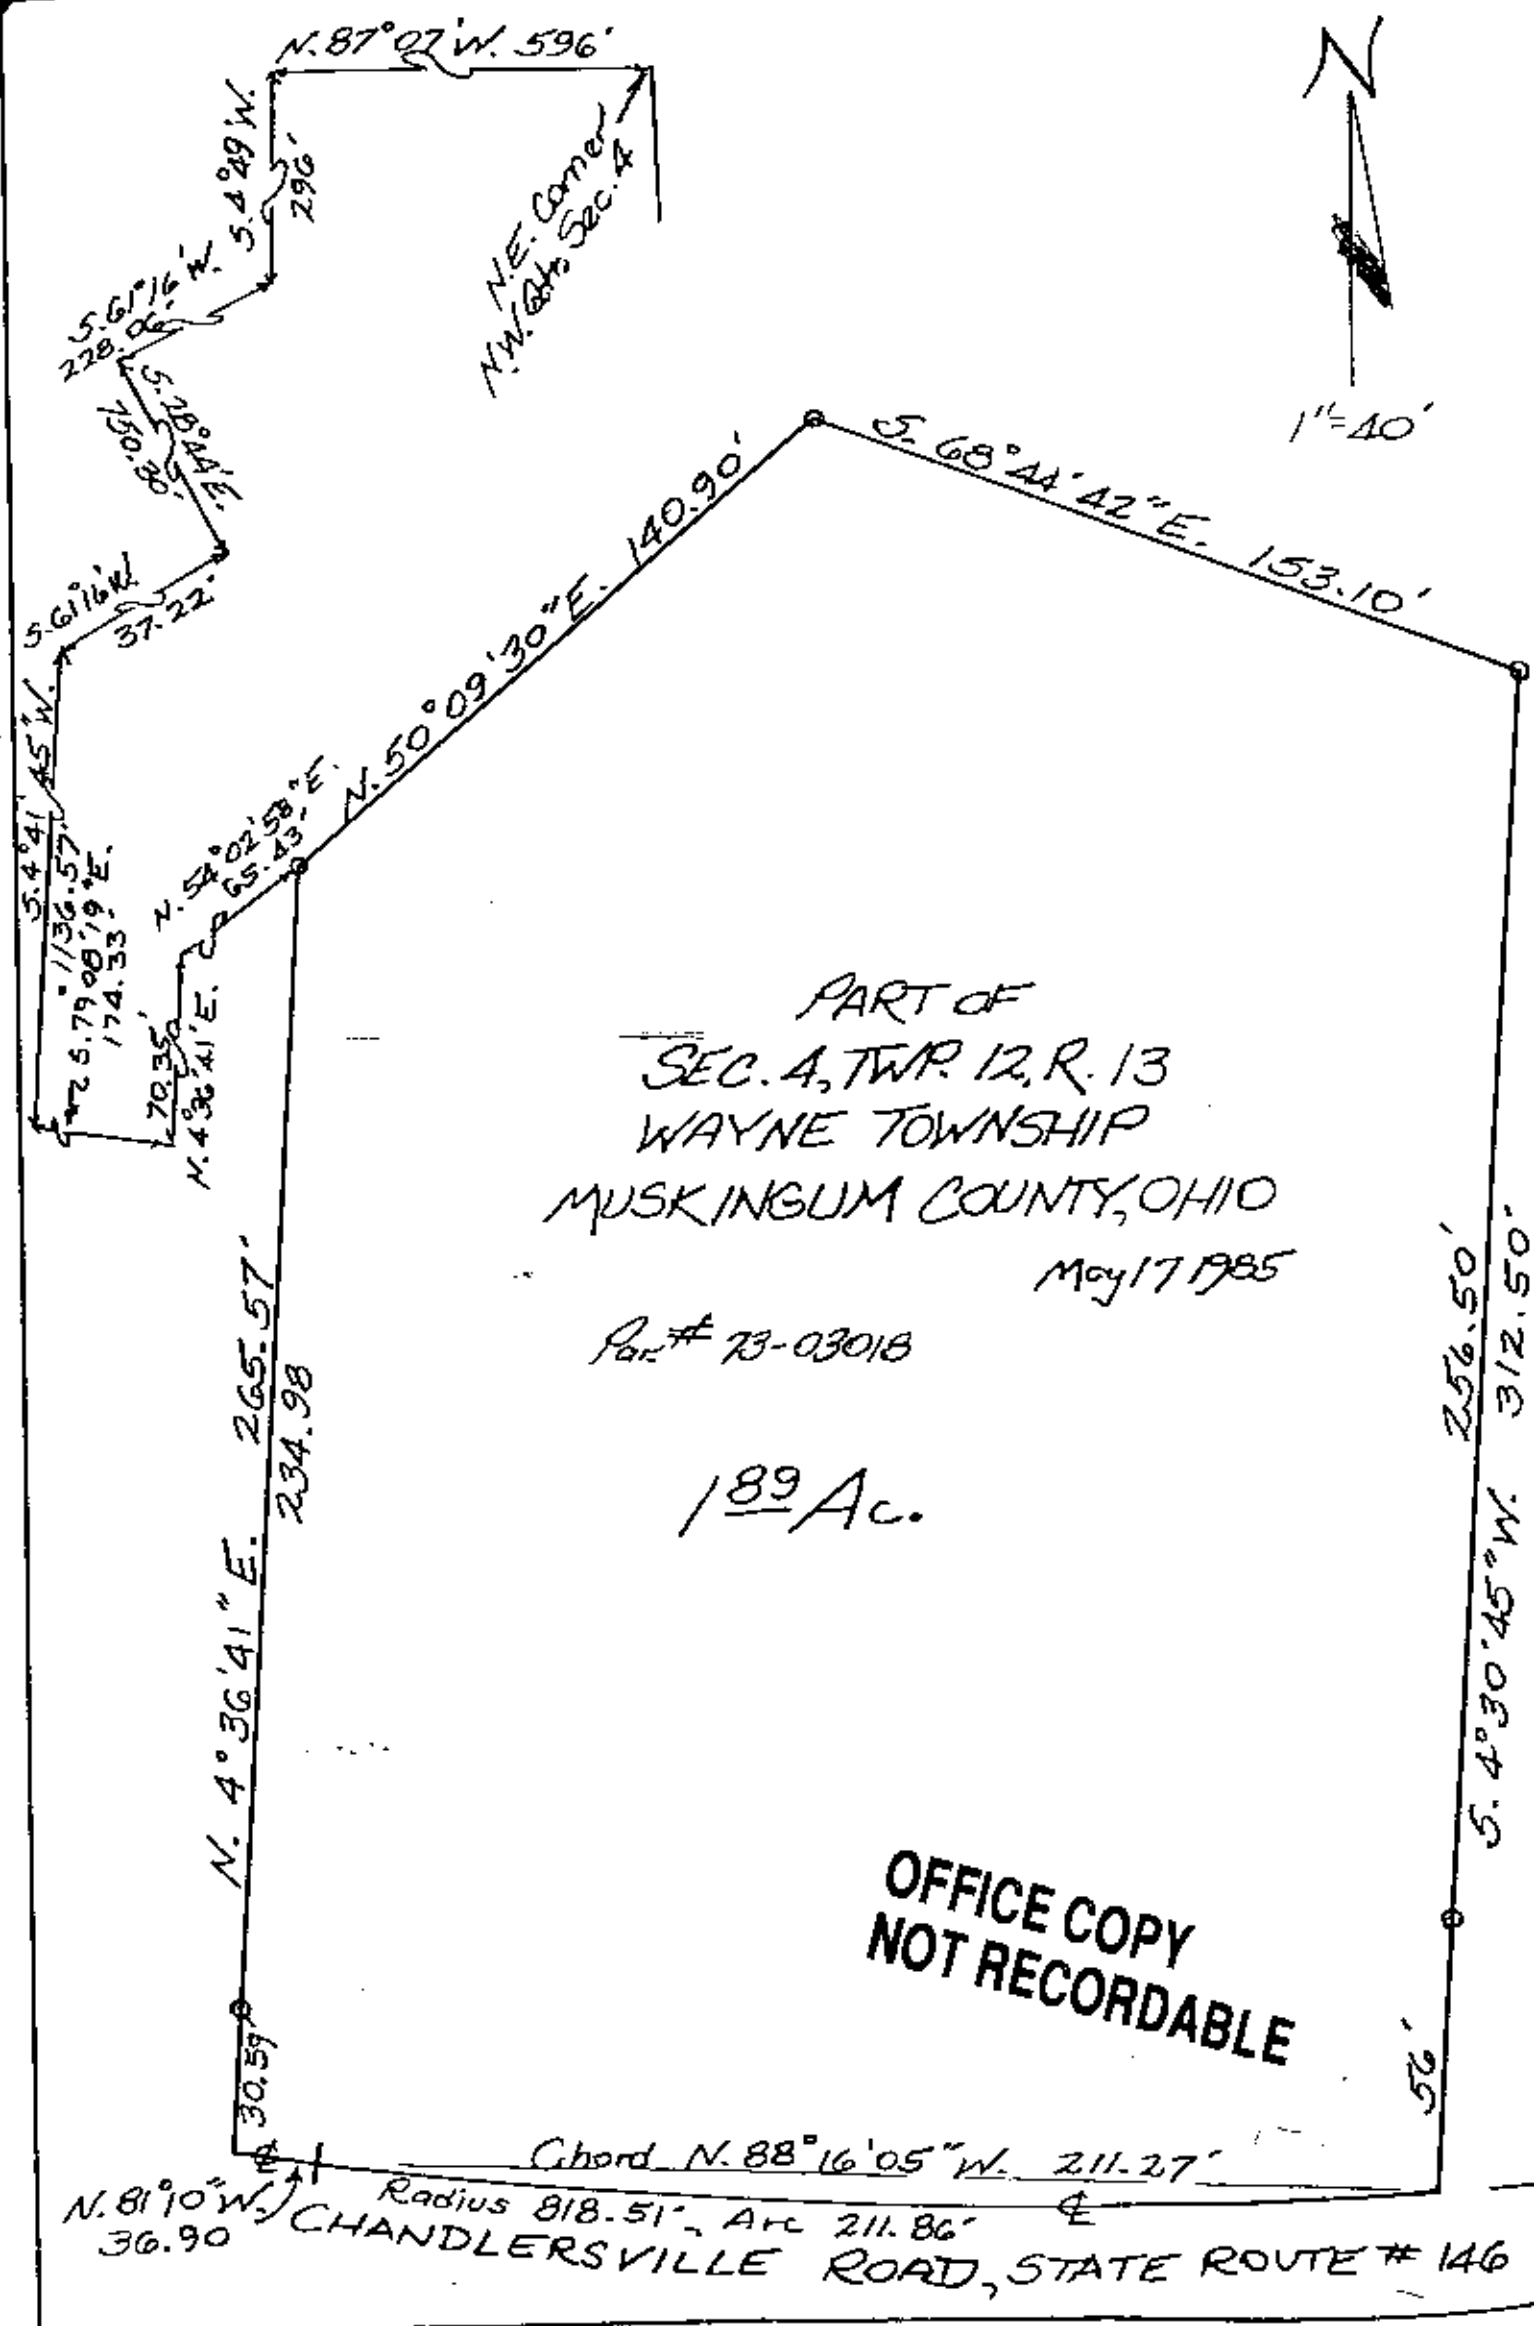 N. 87° 07' W. 596'
N
S. 4° 49' W.
296'
N.E. Corner
N.W. Qtr. Sec. 4
S. 61° 16' W.
228.06'
S. 28° 44' E.
150.08'
1" = 40'
S. 68° 44' 42" E. 153.10'
N. 50° 09' 30" E. 140.90'
S. 61° 16' W.
37.22'
S. 4° 41' 45" W.
1136.57'
S. 79° 08' 19" E.
174.33'
N. 54° 02' 58" E.
65.43'
70.35'
N. 4° 36' 41" E.
PART OF
SEC. 4, TWP. 12, R. 13
WAYNE TOWNSHIP
MUSKINGUM COUNTY, OHIO
May 17 1985
Par. # 73-03018
1 89 Ac.
N. 4° 36' 41" E. 265.57'
234.98
30.59'
256.50'
S. 4° 30' 45" W. 312.50'
56'
OFFICE COPY
NOT RECORDABLE
Chord N. 88° 16' 05" W. 211.27'
Radius 818.51', Arc 211.86'
N. 81° 10" W.
36.90
CHANDLERSVILLE ROAD, STATE ROUTE # 146